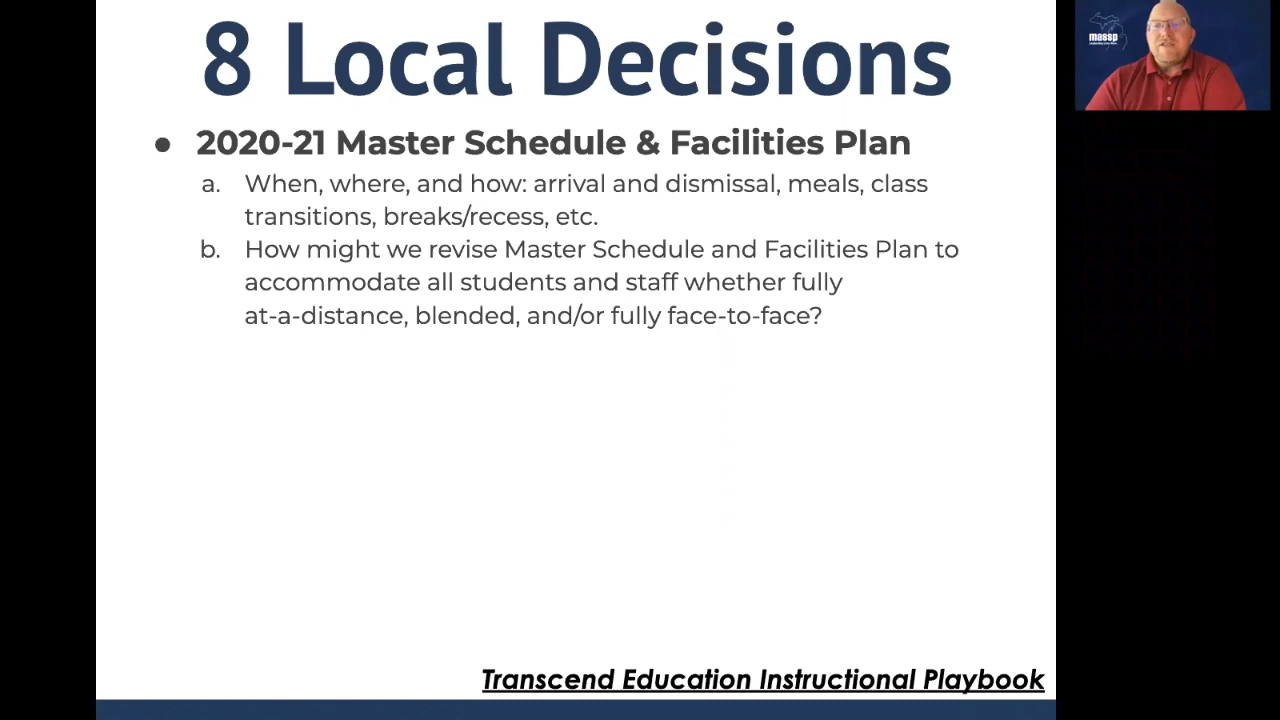 8 Local Decisions
● 2020-21 Master Schedule & Facilities Plan
a. When, where, and how: arrival and dismissal, meals, class
transitions, breaks/recess, etc.
b. How might we revise Master Schedule and Facilities Plan to
accommodate all students and staff whether fully
at-a-distance, blended, and/or fully face-to-face?
Transcend Education Instructional Playbook
massp